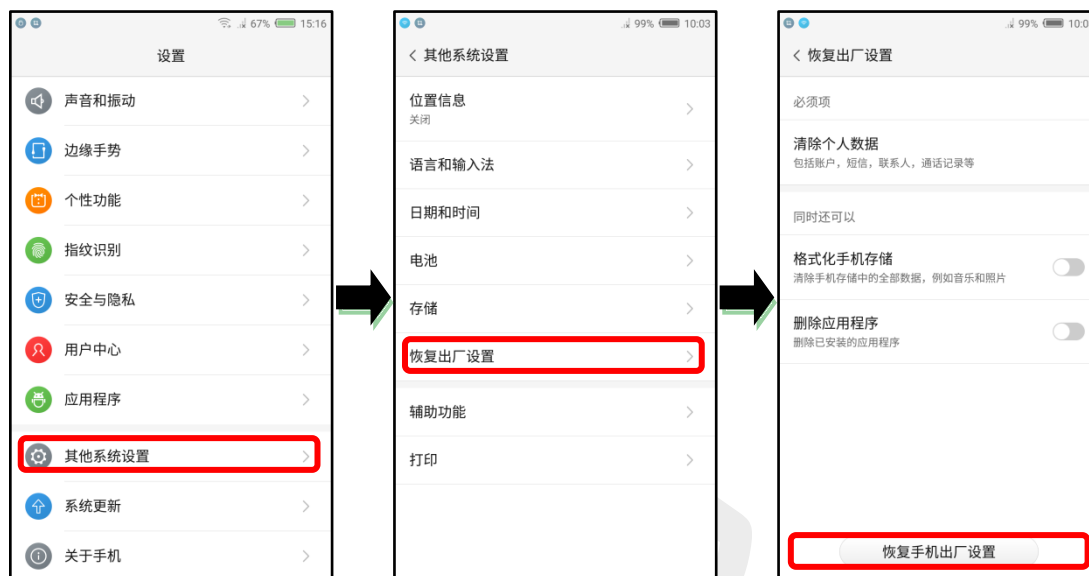 67% 15:16
设置
声音和振动
边缘手势
个性功能
指纹识别
安全与隐私
用户中心
应用程序
其他系统设置
系统更新
关于手机
99% 10:03
其他系统设置
位置信息
关闭
语言和输入法
日期和时间
电池
存储
恢复出厂设置
辅助功能
打印
99% 10:0
恢复出厂设置
必须项
清除个人数据
包括账户，短信，联系人，通话记录等
同时还可以
格式化手机存储
清除手机存储中的全部数据，例如音乐和照片
删除应用程序
删除已安装的应用程序
恢复手机出厂设置